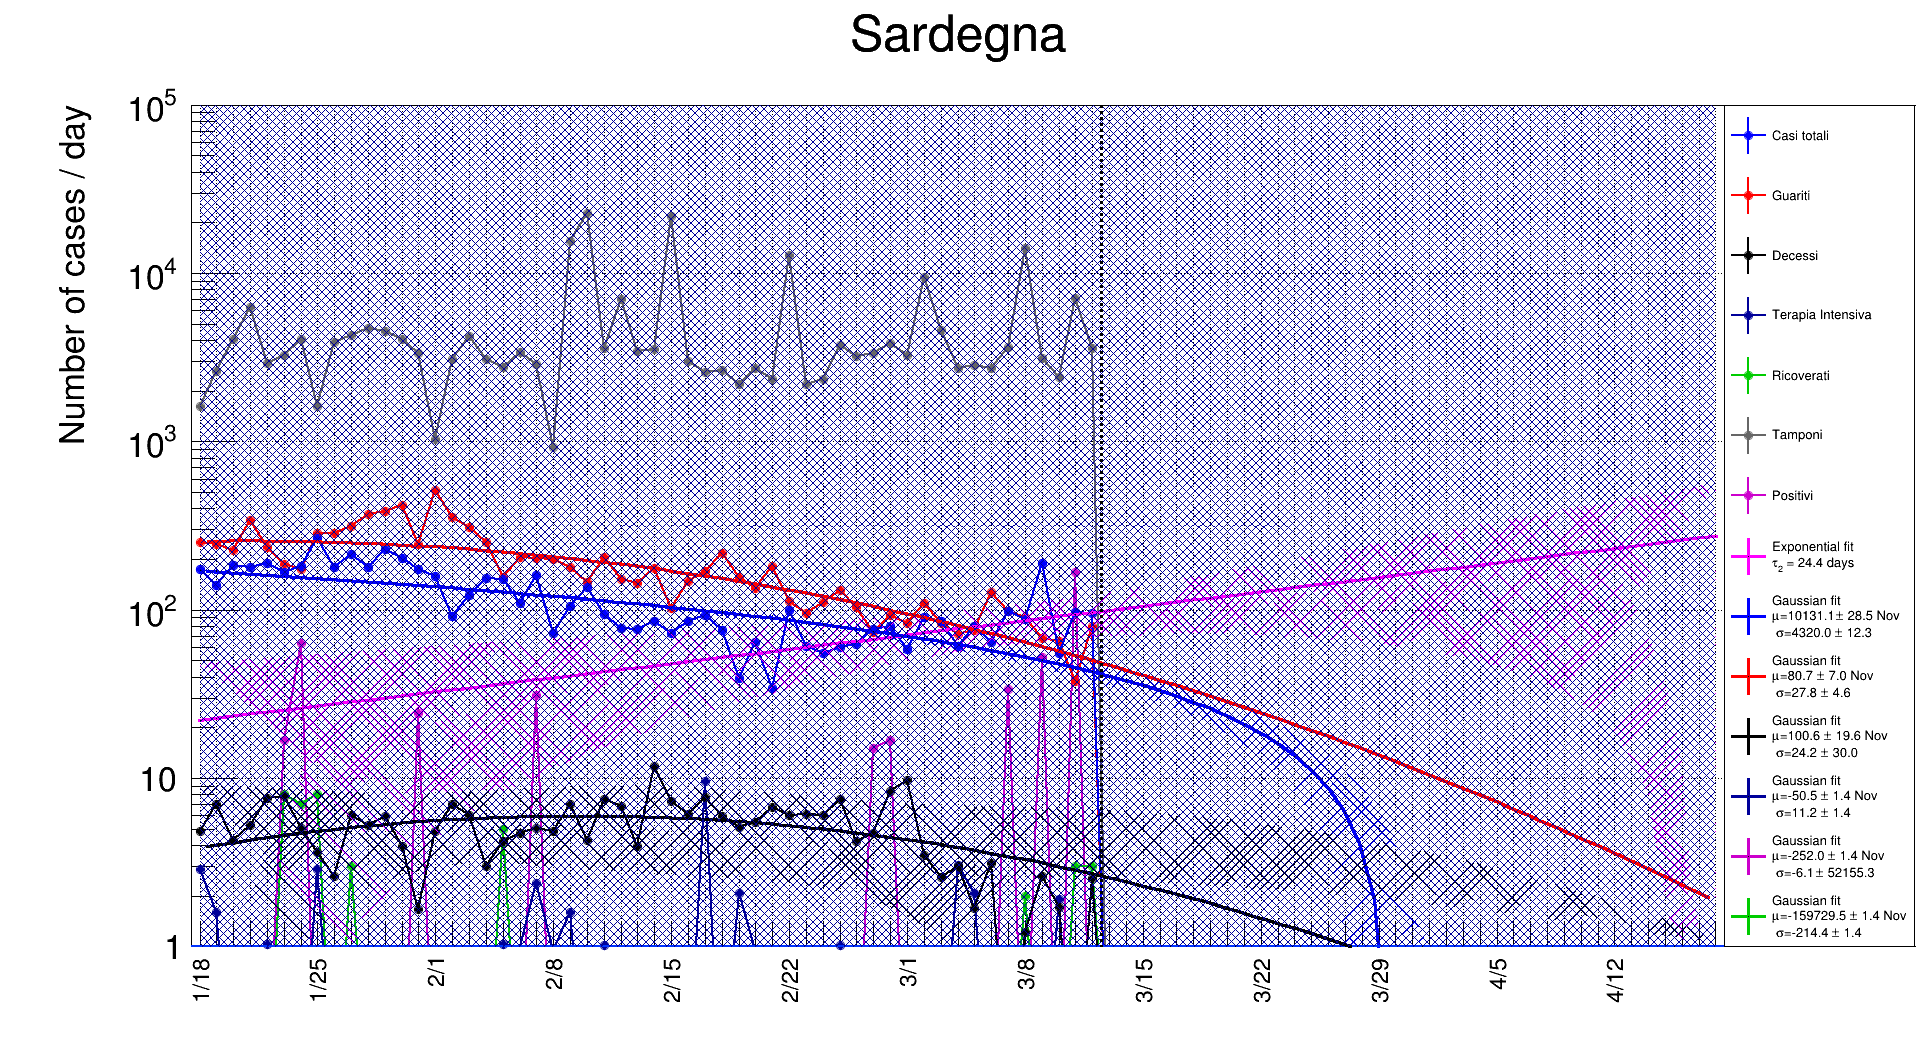 Sardegna
Number of cases / day
10^5
10^4
10^3
10^2
10
1
1/18
1/25
2/1
2/8
2/15
2/22
3/1
3/8
3/15
3/22
3/29
4/5
4/12
Casi totali
Guariti
Decessi
Terapia Intensiva
Ricoverati
Tamponi
Positivi
Exponential fit
τ₂ = 24.4 days
Gaussian fit
μ=10131.1± 28.5 Nov
σ=4320.0 ± 12.3
Gaussian fit
μ=80.7 ± 7.0 Nov
σ=27.8 ± 4.6
Gaussian fit
μ=100.6 ± 19.6 Nov
σ=24.2 ± 30.0
Gaussian fit
μ=-50.5 ± 1.4 Nov
σ=11.2 ± 1.4
Gaussian fit
μ=-252.0 ± 1.4 Nov
σ=-6.1 ± 52155.3
Gaussian fit
μ=-159729.5 ± 1.4 Nov
σ=-214.4 ± 1.4